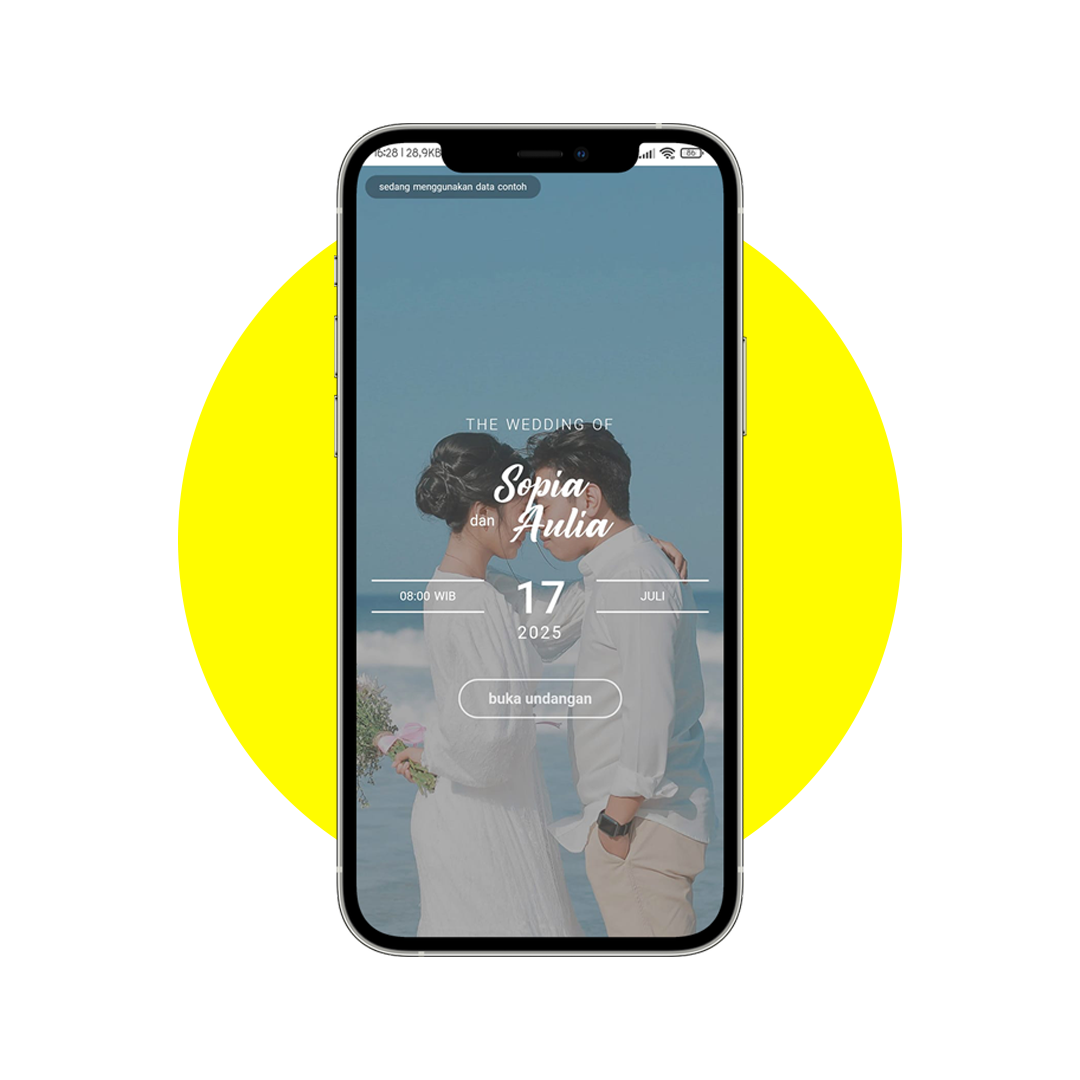 16:28 | 28,9KB
86
sedang menggunakan data contoh
THE WEDDING OF
Sopia
dan Aulia
08:00 WIB 17 JULI
2025
buka undangan